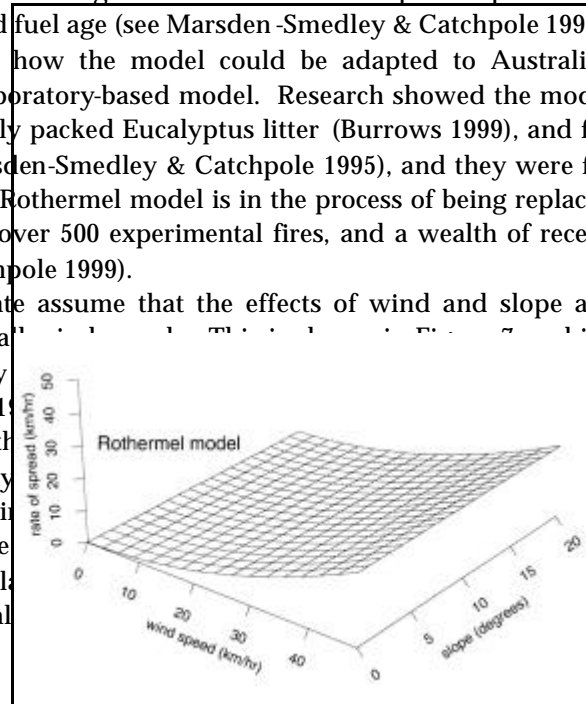 d fuel age (see Marsden -Smedley & Catchpole 199
how the model could be adapted to Australi
boratory-based model. Research showed the mod
ly packed Eucalyptus litter (Burrows 1999), and f
sden-Smedley & Catchpole 1995), and they were f
Rothermel model is in the process of being replac
over 500 experimental fires, and a wealth of rece
hpole 1999).
ate assume that the effects of wind and slope a
Rothermel model
rate of spread (km/hr)
0 10 20 30 40 50
wind speed (km/hr)
0 10 20 30 40
slope (degrees)
0 5 10 15 20